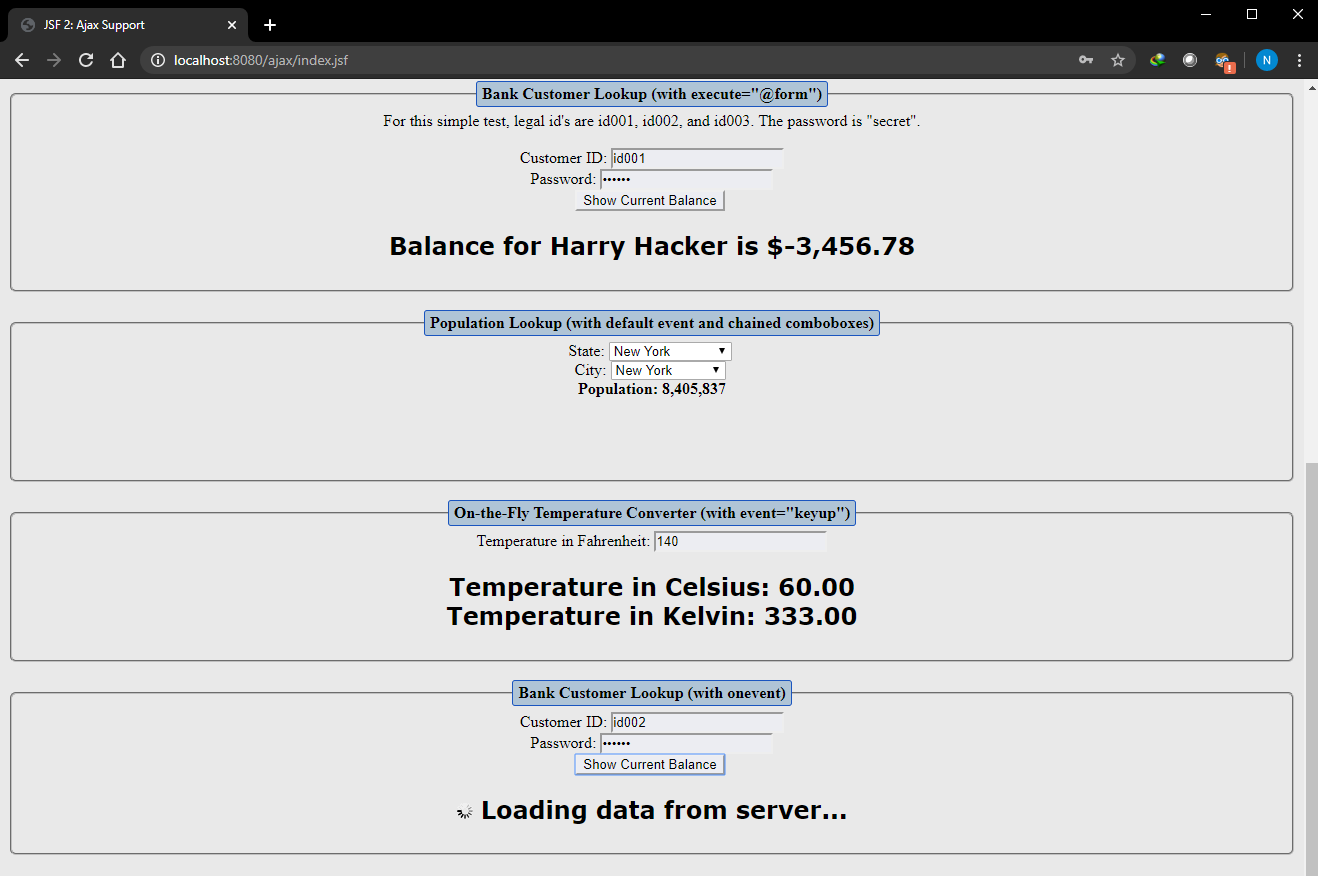 JSF 2: Ajax Support
localhost:8080/ajax/index.jsf
N
Bank Customer Lookup (with execute="@form")
For this simple test, legal id's are id001, id002, and id003. The password is "secret".
Customer ID: id001
Password: ••••••
Show Current Balance
Balance for Harry Hacker is $-3,456.78
Population Lookup (with default event and chained comboboxes)
State: New York
City: New York
Population: 8,405,837
On-the-Fly Temperature Converter (with event="keyup")
Temperature in Fahrenheit: 140
Temperature in Celsius: 60.00
Temperature in Kelvin: 333.00
Bank Customer Lookup (with onevent)
Customer ID: id002
Password: ••••••
Show Current Balance
Loading data from server...